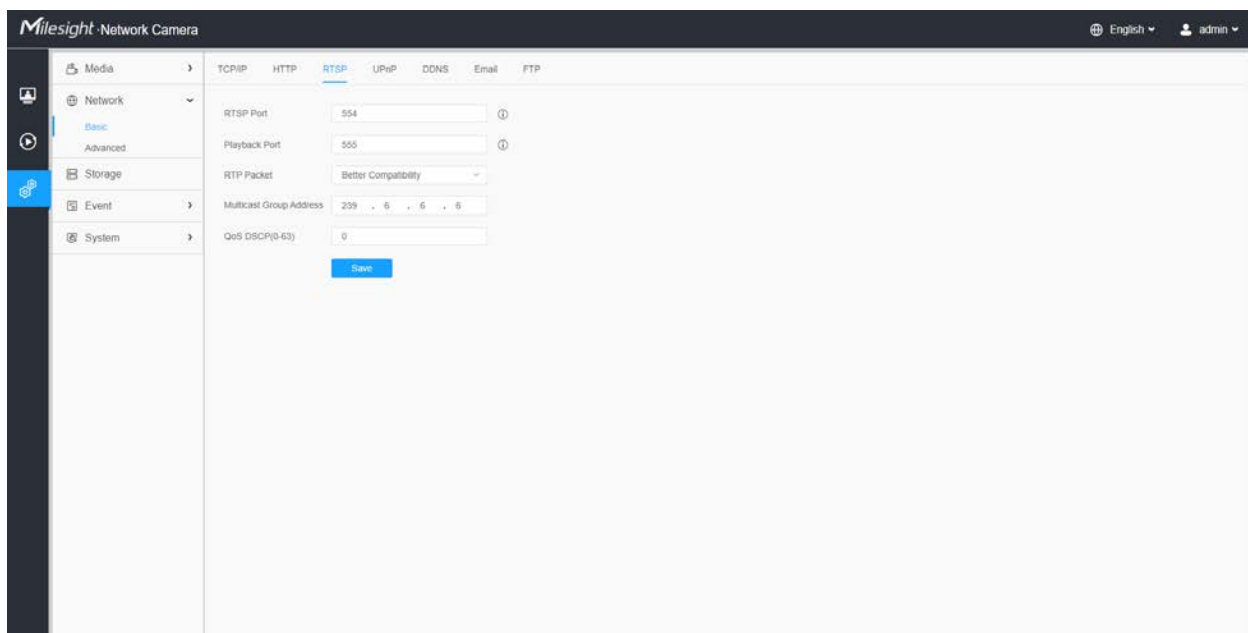 Milesight · Network Camera
English
admin
Media
Network
Basic
Advanced
Storage
Event
System
TCP/IP HTTP RTSP UPnP DDNS Email FTP
RTSP Port 554
Playback Port 555
RTP Packet Better Compatibility
Multicast Group Address 239 . 6 . 6 . 6
QoS DSCP(0-63) 0
Save